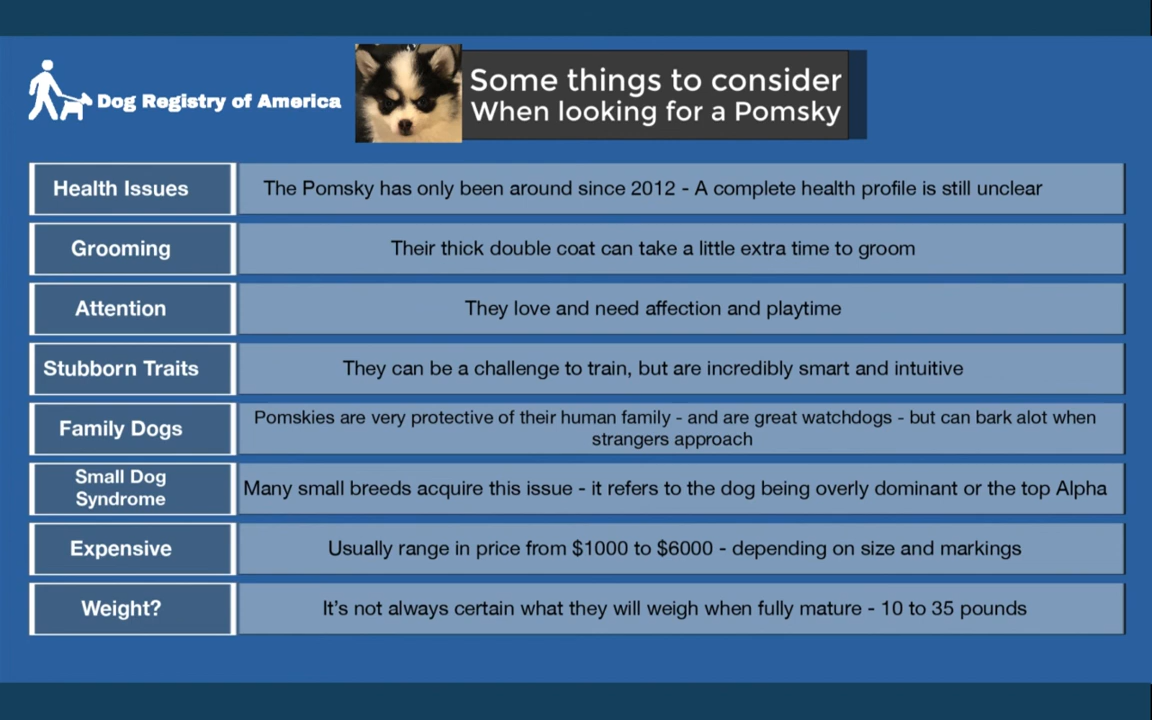 Dog Registry of America
Some things to consider
When looking for a Pomsky
Health Issues
The Pomsky has only been around since 2012 - A complete health profile is still unclear
Grooming
Their thick double coat can take a little extra time to groom
Attention
They love and need affection and playtime
Stubborn Traits
They can be a challenge to train, but are incredibly smart and intuitive
Family Dogs
Pomskies are very protective of their human family - and are great watchdogs - but can bark alot when
strangers approach
Small Dog
Syndrome
Many small breeds acquire this issue - it refers to the dog being overly dominant or the top Alpha
Expensive
Usually range in price from $1000 to $6000 - depending on size and markings
Weight?
It's not always certain what they will weigh when fully mature - 10 to 35 pounds